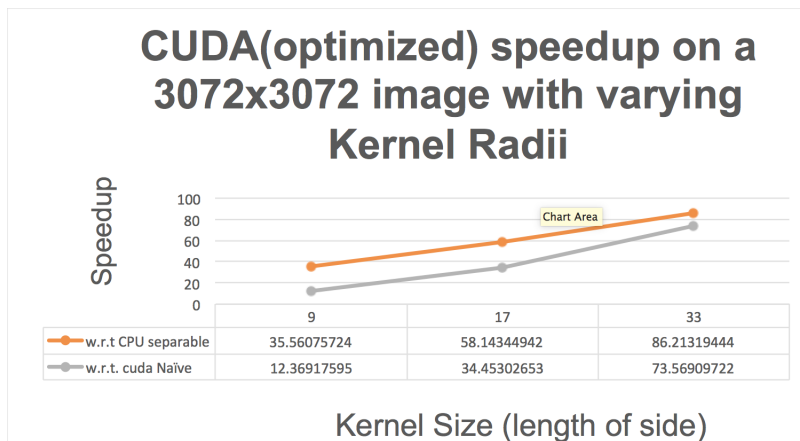 CUDA(optimized) speedup on a
3072x3072 image with varying
Kernel Radii
Speedup
100
80
60
40
20
0
Chart Area
9 17 33
w.r.t CPU separable 35.56075724 58.14344942 86.21319444
w.r.t. cuda Naïve 12.36917595 34.45302653 73.56909722
Kernel Size (length of side)